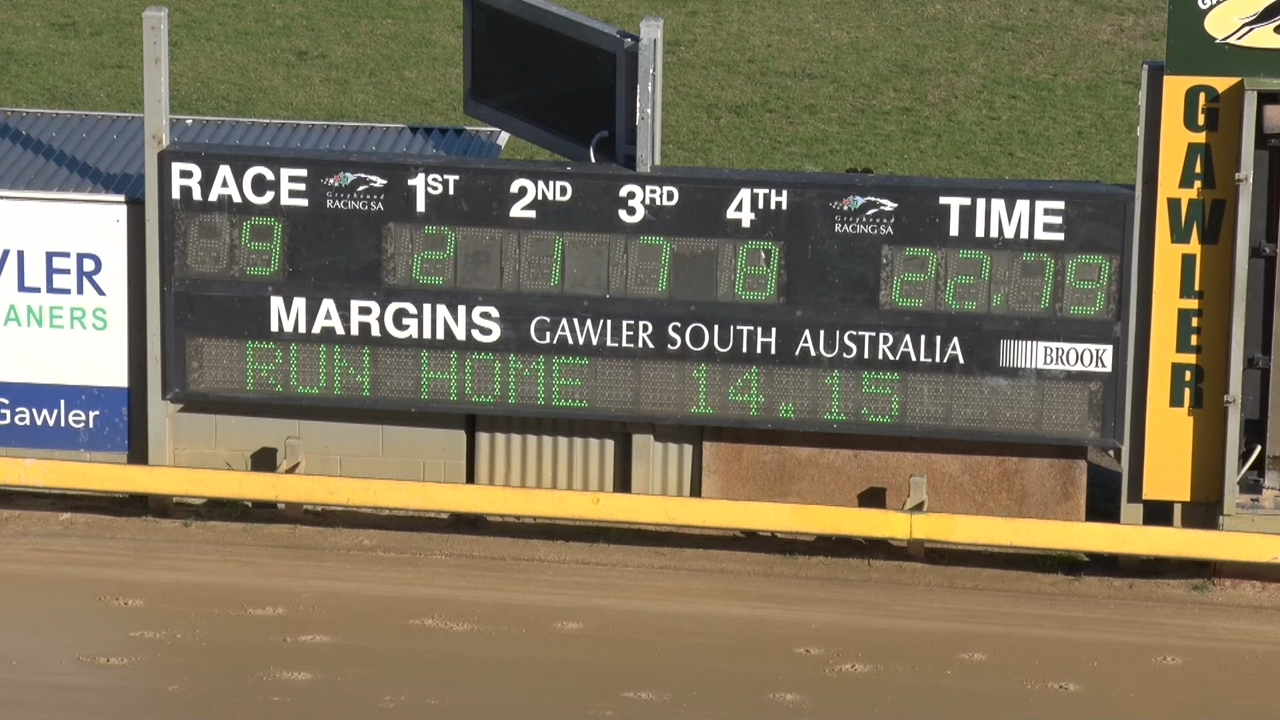 RACE
Greyhound
RACING SA
1ST
2ND
3RD
4TH
Greyhound
RACING SA
TIME
9
2
1
7
8
22.79
MARGINS
GAWLER SOUTH AUSTRALIA
BROOK
RUN HOME 14.15
GAWLER
LER
ANERS
Gawler